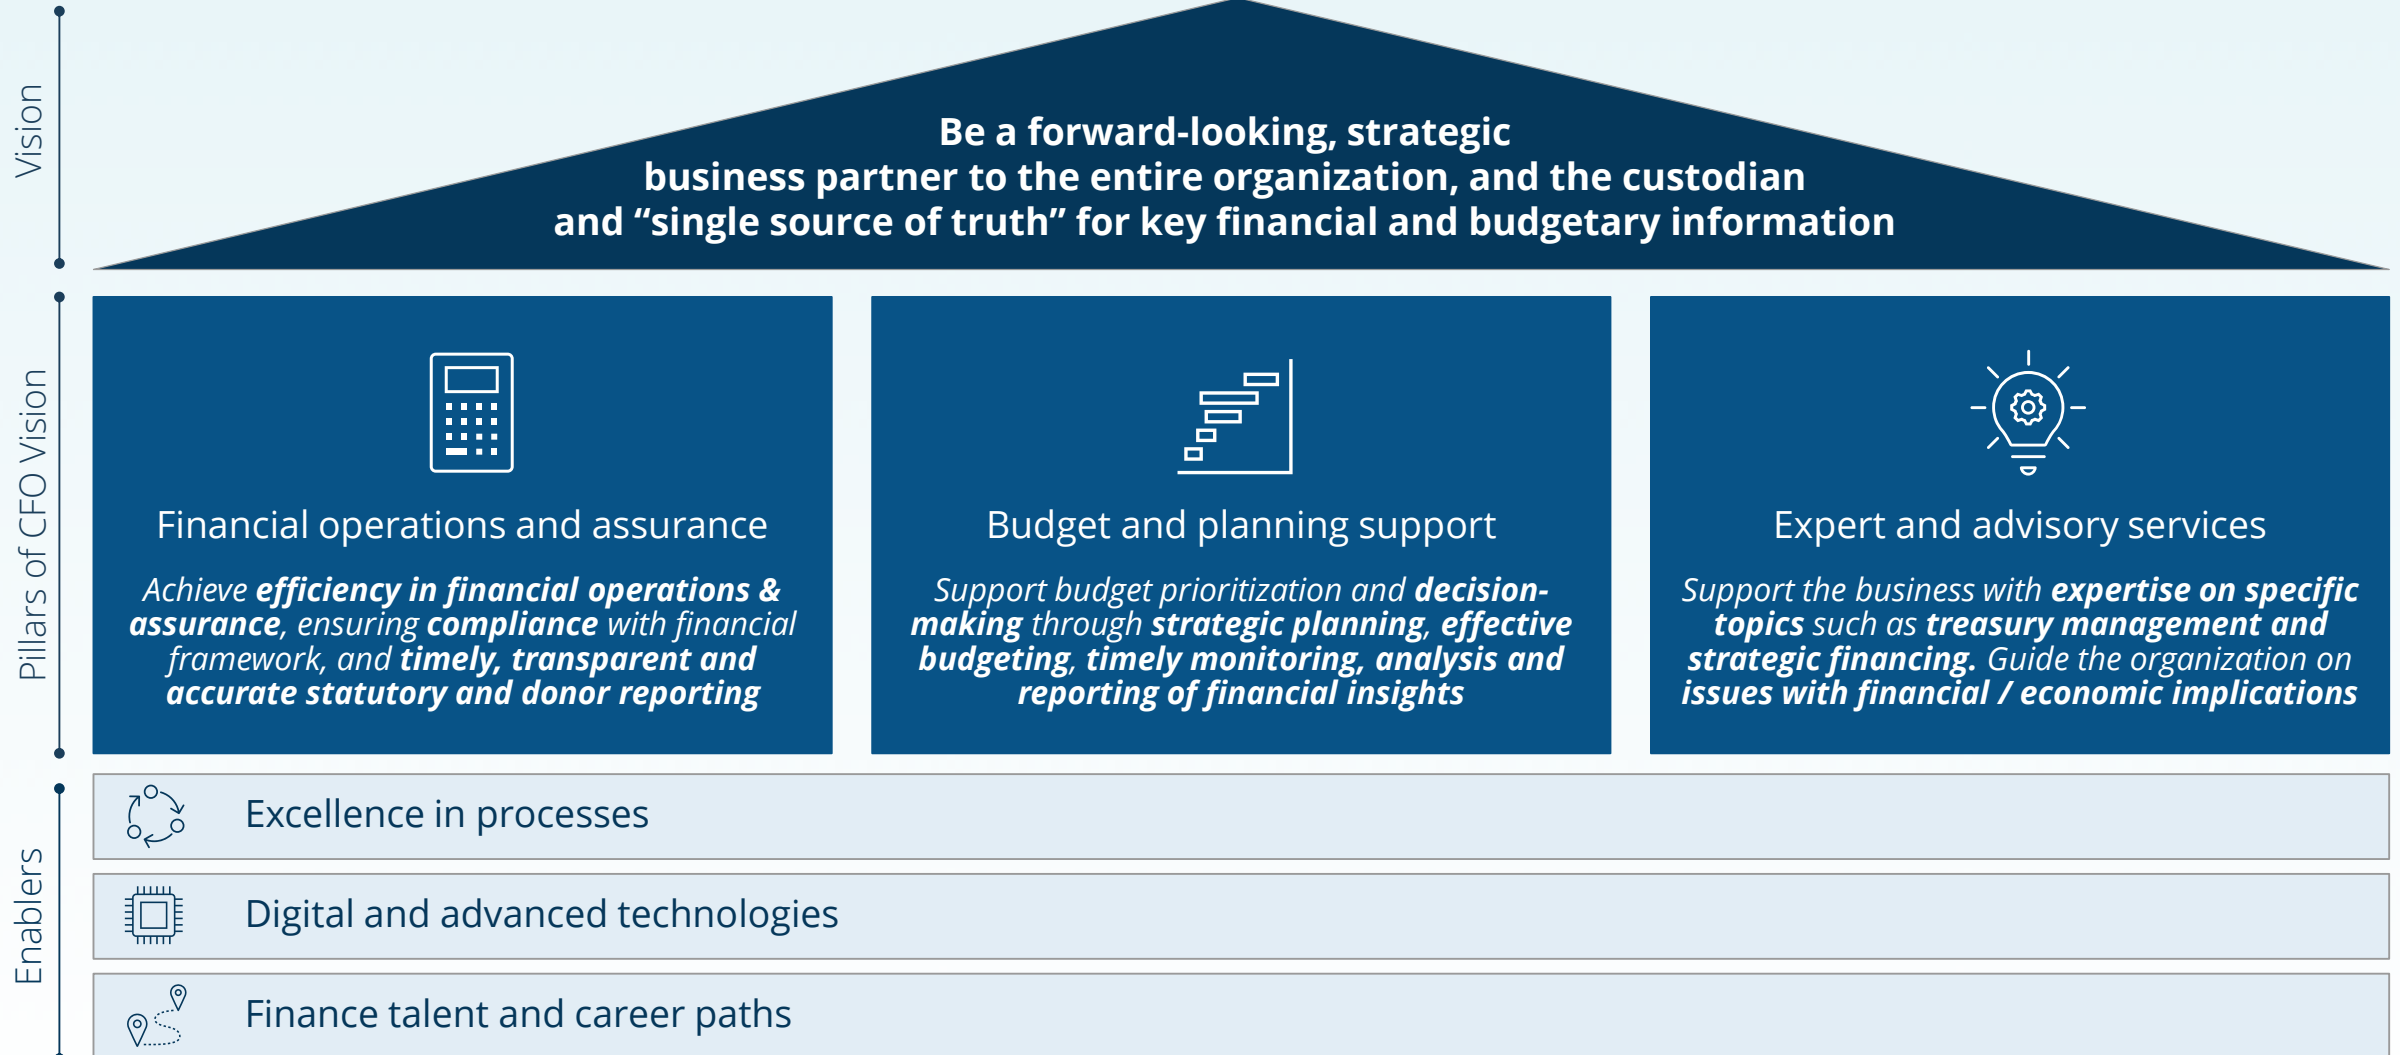 Vision
Be a forward-looking, strategic
business partner to the entire organization, and the custodian
and “single source of truth” for key financial and budgetary information
Pillars of CFO Vision
Financial operations and assurance
Achieve efficiency in financial operations &
assurance, ensuring compliance with financial
framework, and timely, transparent and
accurate statutory and donor reporting
Budget and planning support
Support budget prioritization and decision-
making through strategic planning, effective
budgeting, timely monitoring, analysis and
reporting of financial insights
Expert and advisory services
Support the business with expertise on specific
topics such as treasury management and
strategic financing. Guide the organization on
issues with financial / economic implications
Enablers
Excellence in processes
Digital and advanced technologies
Finance talent and career paths